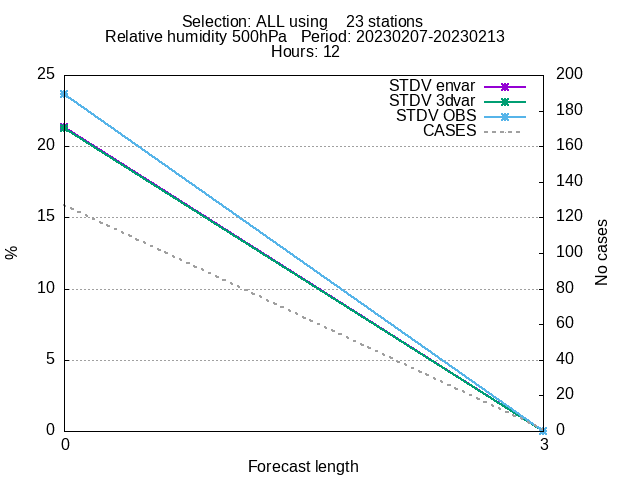 Selection: ALL using    23 stations
Relative humidity 500hPa   Period: 20230207-20230213
Hours: 12
25
200
STDV envar
STDV 3dvar
STDV OBS
CASES
180
20
160
140
15
120
%
No cases
100
10
80
60
5
40
20
0
0
0
3
Forecast length